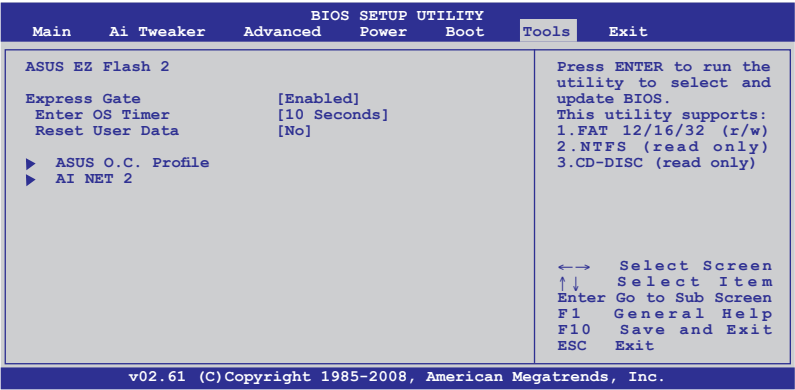 BIOS SETUP UTILITY
Main Ai Tweaker Advanced Power Boot Tools Exit
ASUS EZ Flash 2
Express Gate [Enabled]
Enter OS Timer [10 Seconds]
Reset User Data [No]
▶ ASUS O.C. Profile
▶ AI NET 2
Press ENTER to run the
utility to select and
update BIOS.
This utility supports:
1.FAT 12/16/32 (r/w)
2.NTFS (read only)
3.CD-DISC (read only)
←→ Select Screen
↑↓ Select Item
Enter Go to Sub Screen
F1 General Help
F10 Save and Exit
ESC Exit
v02.61 (C)Copyright 1985-2008, American Megatrends, Inc.